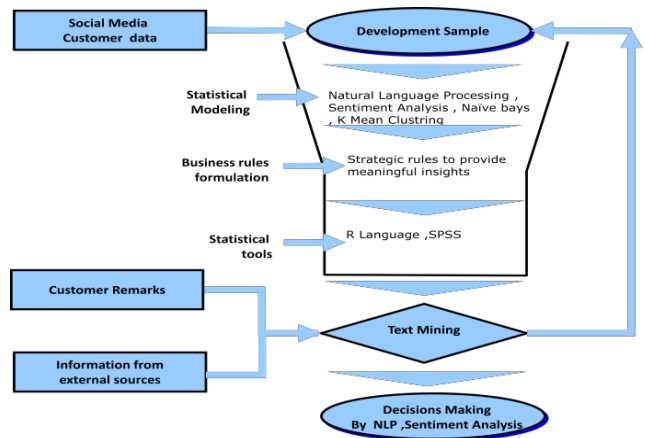 Social Media
Customer data
Development Sample
Statistical
Modeling
Natural Language Processing ,
Sentiment Analysis , Naïve bays
, K Mean Clustring
Business rules
formulation
Strategic rules to provide
meaningful insights
Statistical
tools
R Language ,SPSS
Customer Remarks
Text Mining
Information from
external sources
Decisions Making
By NLP ,Sentiment Analysis